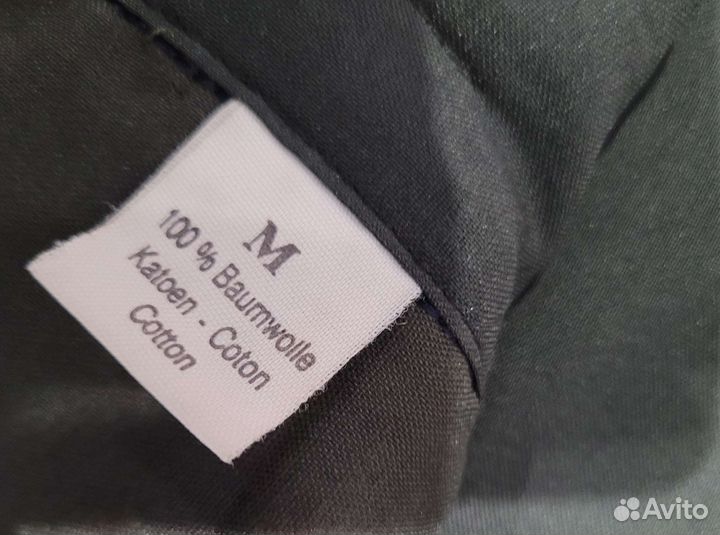 M
100 % Baumwolle
Katoen - Coton
Cotton
Avito